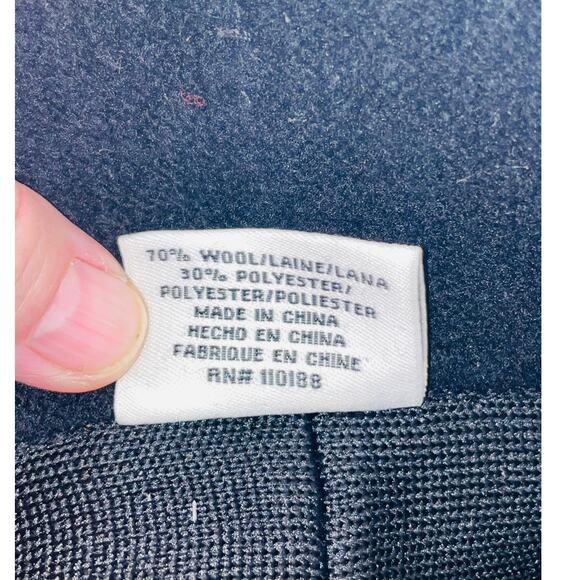 70% WOOL/LAINE/LANA
30% POLYESTER/
POLYESTER/POLIESTER
MADE IN CHINA
HECHO EN CHINA
FABRIQUE EN CHINE
RN# 110188